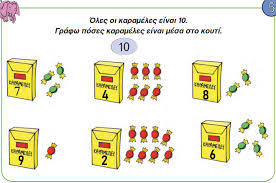 5
Όλες οι καραμέλες είναι 10.
Γράφω πόσες καραμέλες είναι μέσα στο κουτί.
10
ΚΑΡΑΜΕΛΕΣ
7
ΚΑΡΑΜΕΛΕΣ
4
ΚΑΡΑΜΕΛΕΣ
8
ΚΑΡΑΜΕΛΕΣ
9
ΚΑΡΑΜΕΛΕΣ
2
ΚΑΡΑΜΕΛΕΣ
6